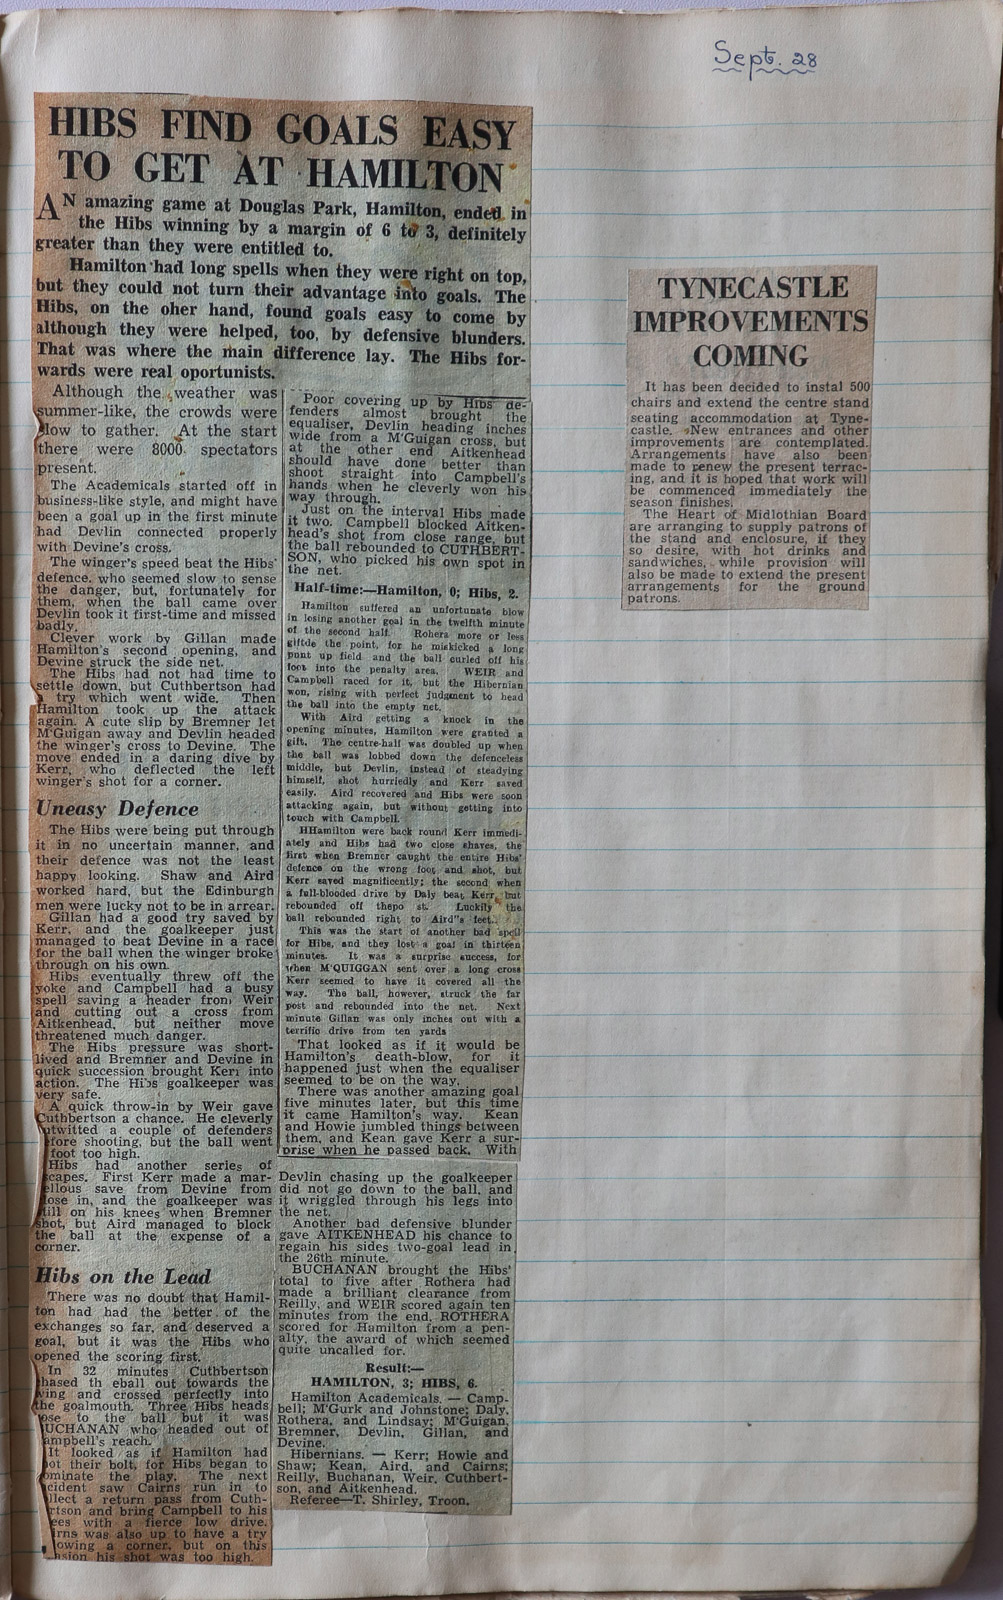 Sept. 28
HIBS FIND GOALS EASY
TO GET AT HAMILTON
AN amazing game at Douglas Park, Hamilton, ended in
the Hibs winning by a margin of 6 to 3, definitely
greater than they were entitled to.
Hamilton had long spells when they were right on top,
but they could not turn their advantage into goals. The
Hibs, on the oher hand, found goals easy to come by
although they were helped, too, by defensive blunders.
That was where the main difference lay. The Hibs for-
wards were real oportunists.
Although the weather was
summer-like, the crowds were
slow to gather. At the start
there were 8000 spectators
present.
The Academicals started off in
business-like style, and might have
been a goal up in the first minute
had Devlin connected properly
with Devine's cross.
The winger's speed beat the Hibs'
defence, who seemed slow to sense
the danger, but, fortunately for
them, when the ball came over
Devlin took it first-time and missed
badly.
Clever work by Gillan made
Hamilton's second opening, and
Devine struck the side net.
The Hibs had not had time to
settle down, but Cuthbertson had
a try which went wide. Then
Hamilton took up the attack
again. A cute slip by Bremner let
M'Guigan away and Devlin headed
the winger's cross to Devine. The
move ended in a daring dive by
Kerr, who deflected the left
winger's shot for a corner.
Uneasy Defence
The Hibs were being put through
it in no uncertain manner, and
their defence was not the least
happy looking. Shaw and Aird
worked hard, but the Edinburgh
men were lucky not to be in arrear.
Gillan had a good try saved by
Kerr, and the goalkeeper just
managed to beat Devine in a race
for the ball when the winger broke
through on his own.
Hibs eventually threw off the
yoke and Campbell had a busy
spell saving a header from Weir
and cutting out a cross from
Aitkenhead, but neither move
threatened much danger.
The Hibs pressure was short-
lived and Bremner and Devine in
quick succession brought Kerr into
action. The Hibs goalkeeper was
very safe.
A quick throw-in by Weir gave
Cuthbertson a chance. He cleverly
utwitted a couple of defenders
fore shooting, but the ball went
foot too high.
Hibs had another series of
scapes. First Kerr made a mar-
ellous save from Devine from
lose in, and the goalkeeper was
till on his knees when Bremner
shot, but Aird managed to block
the ball at the expense of a
corner.
Hibs on the Lead
There was no doubt that Hamil-
ton had had the better of the
exchanges so far, and deserved a
goal, but it was the Hibs who
opened the scoring first.
In 32 minutes Cuthbertson
hased th eball out towards the
wing and crossed perfectly into
the goalmouth. Three Heibs heads
ose to the ball but it was
UCHANAN who headed out of
ampbell's reach.
It looked as if Hamilton had
ot their bolt, for Hibs began to
ominate the play. The next
cident saw Cairns run in to
llect a return pass from Cuth-
rtson and bring Campbell to his
ees with a fierce low drive.
irns was also up to have a try
owing a corner, but on this
asion his shot was too high.
Poor covering up by Hibs de-
fenders almost brought the
equaliser, Devlin heading inches
wide from a M'Guigan cross, but
at the other end Aitkenhead
should have done better than
shoot straight into Campbell's
hands when he cleverly won his
way through.
Just on the interval Hibs made
it two. Campbell blocked Aitken-
head's shot from close range, but
the ball rebounded to CUTHBERT-
SON, who picked his own spot in
the net.
Half-time:—Hamilton, 0; Hibs, 2.
Hamilton suffered an unfortunate blow
in losing another goal in the twelfth minute
of the second half. Rohera more or less
the point, for he miskicked a long
punt up field and the ball curled off his
foot into the penalty area. WEIR and
Campbell raced for it, but the Hibernian
won, rising with perfect judgment to head
the ball into the empty net.
With Aird getting a knock in the
opening minutes, Hamilton were granted a
gift. The centre-half was doubled up when
the ball was lobbed down the defenceless
middle, but Devlin, instead of steadying
himself, shot hurriedly and Kerr saved
easily. Aird recovered and Hibs were soon
attacking again, but without getting into
touch with Campbell.
HHamilton were back round Kerr immedi-
ately and Hibs had two close shaves, the
first when Bremner caught the entire Hibs'
defence on the wrong foot and shot, but
Kerr saved magnificently; the second when
a full-blooded drive by Daly beat Kerr, but
rebounded off thepo st. Luckily the
ball rebounded right to Aird"s feet.
This was the start of another bad spell
for Hibs, and they lost a goal in thirteen
minutes. It was a surprise success, for
when M'QUIGGAN sent over a long cross
Kerr seemed to have it covered all the
way. The ball, however, struck the far
post and rebounded into the net. Next
minute Gillan was only inches out with a
terrific drive from ten yards
That looked as if it would be
Hamilton's death-blow, for it
happened just when the equaliser
seemed to be on the way.
There was another amazing goal
five minutes later, but this time
it came Hamilton's way. Kean
and Howie jumbled things between
them, and Kean gave Kerr a sur-
prise when he passed back. With
Devlin chasing up the goalkeeper
did not go down to the ball, and
it wriggled through his legs into
the net.
Another bad defensive blunder
gave AITKENHEAD his chance to
regain his sides two-goal lead in
the 26th minute.
BUCHANAN brought the Hibs'
total to five after Rothera had
made a brilliant clearance from
Reilly, and WEIR scored again ten
minutes from the end. ROTHERA
scored for Hamilton from a pen-
alty, the award of which seemed
quite uncalled for.
Result:—
HAMILTON, 3; HIBS, 6.
Hamilton Academicals. — Camp-
bell; M'Gurk and Johnstone; Daly,
Rothera, and Lindsay; M'Guigan,
Bremner, Devlin, Gillan, and
Devine.
Hibernians. — Kerr; Howie and
Shaw; Kean, Aird, and Cairns;
Reilly, Buchanan, Weir, Cuthbert-
son, and Aitkenhead.
Referee—T. Shirley, Troon.
TYNECASTLE
IMPROVEMENTS
COMING
It has been decided to instal 500
chairs and extend the centre stand
seating accommodation at Tyne-
castle. New entrances and other
improvements are contemplated.
Arrangements have also been
made to renew the present terrac-
ing, and it is hoped that work will
be commenced immediately the
season finishes.
The Heart of Midlothian Board
are arranging to supply patrons of
the stand and enclosure, if they
so desire, with hot drinks and
sandwiches, while provision will
also be made to extend the present
arrangements for the ground
patrons.